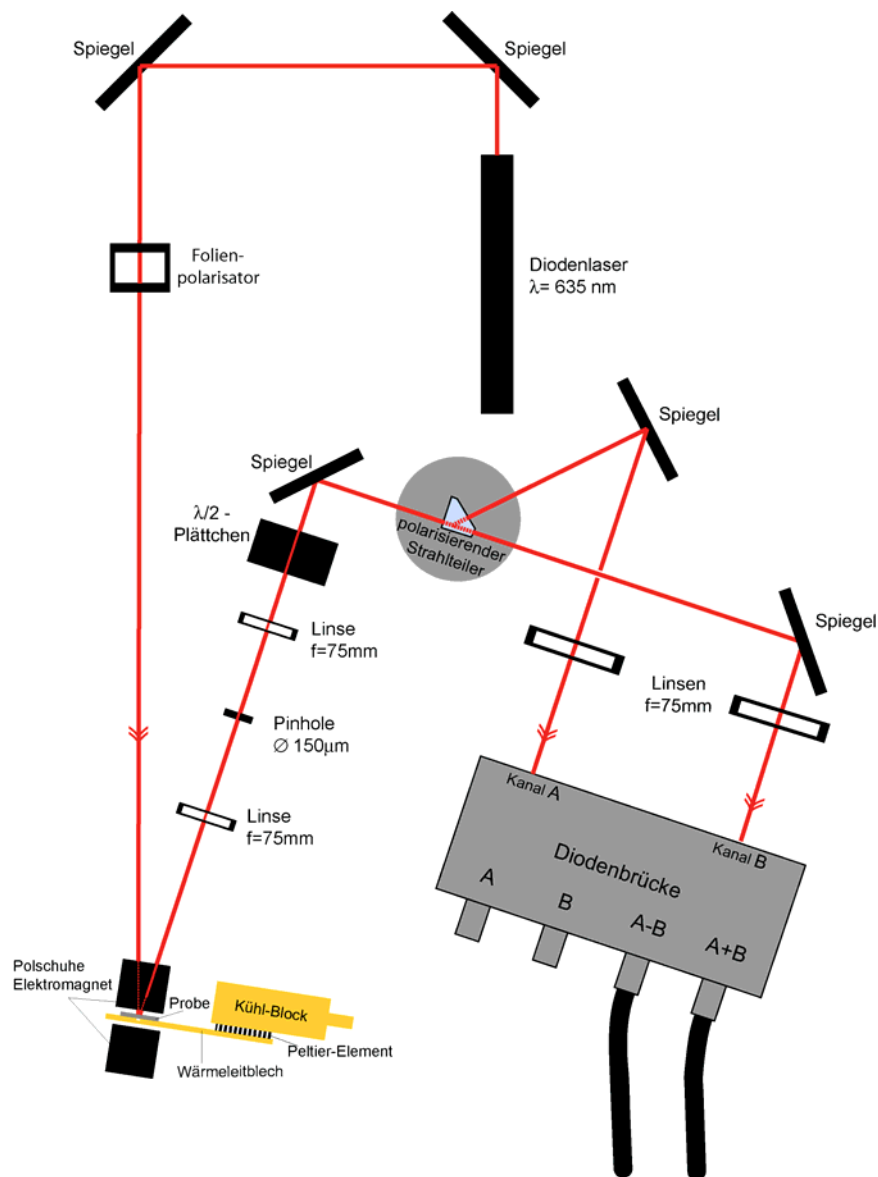 Spiegel
Spiegel
Folien-
polarisator
Diodenlaser
λ= 635 nm
Spiegel
Spiegel
λ/2 -
Plättchen
polarisierender
Strahlteiler
Linse
f=75mm
Spiegel
Linsen
f=75mm
Pinhole
∅ 150µm
Linse
f=75mm
Kanal A
Kanal B
Diodenbrücke
A
B
A-B
A+B
Polschuhe
Elektromagnet
Probe
Kühl-Block
Peltier-Element
Wärmeleitblech